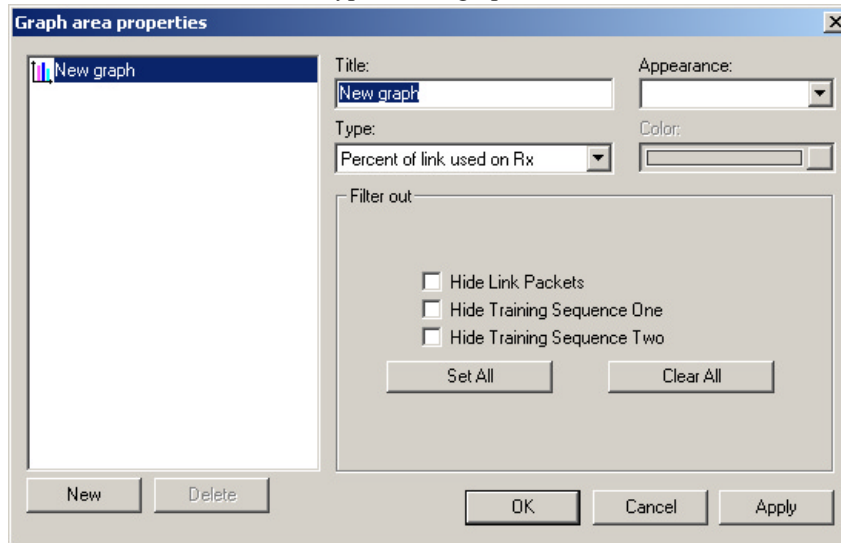 Graph area properties
New graph
Title:
Appearance:
New graph
Type:
Color:
Percent of link used on Rx
Filter out
Hide Link Packets
Hide Training Sequence One
Hide Training Sequence Two
Set All
Clear All
New
Delete
OK
Cancel
Apply